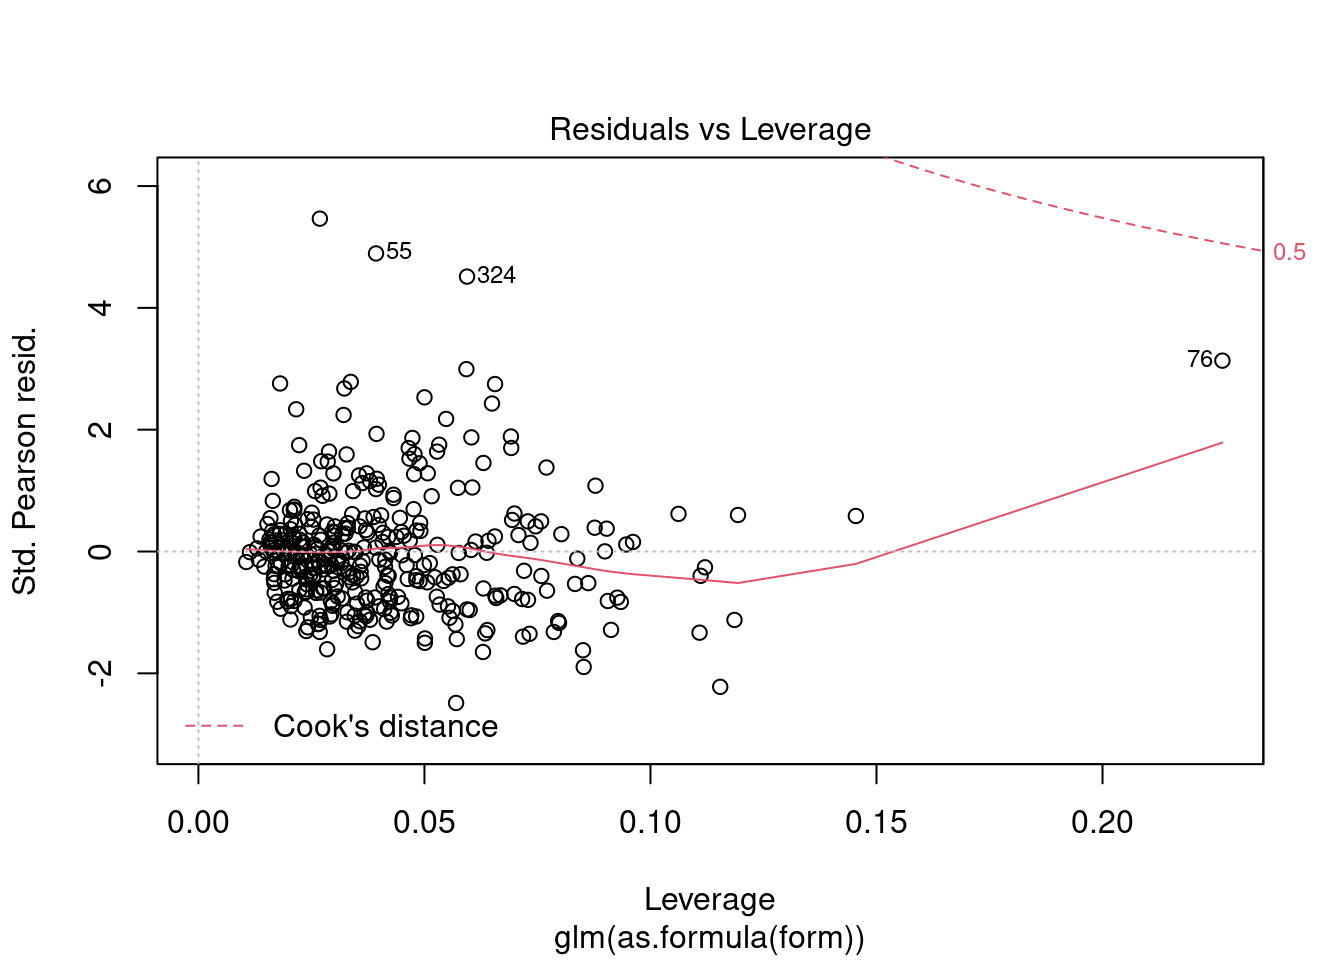 Residuals vs Leverage
6
4
2
0
-2
Std. Pearson resid.
55
324
76
0.5
Cook's distance
0.00 0.05 0.10 0.15 0.20
Leverage
glm(as.formula(form))